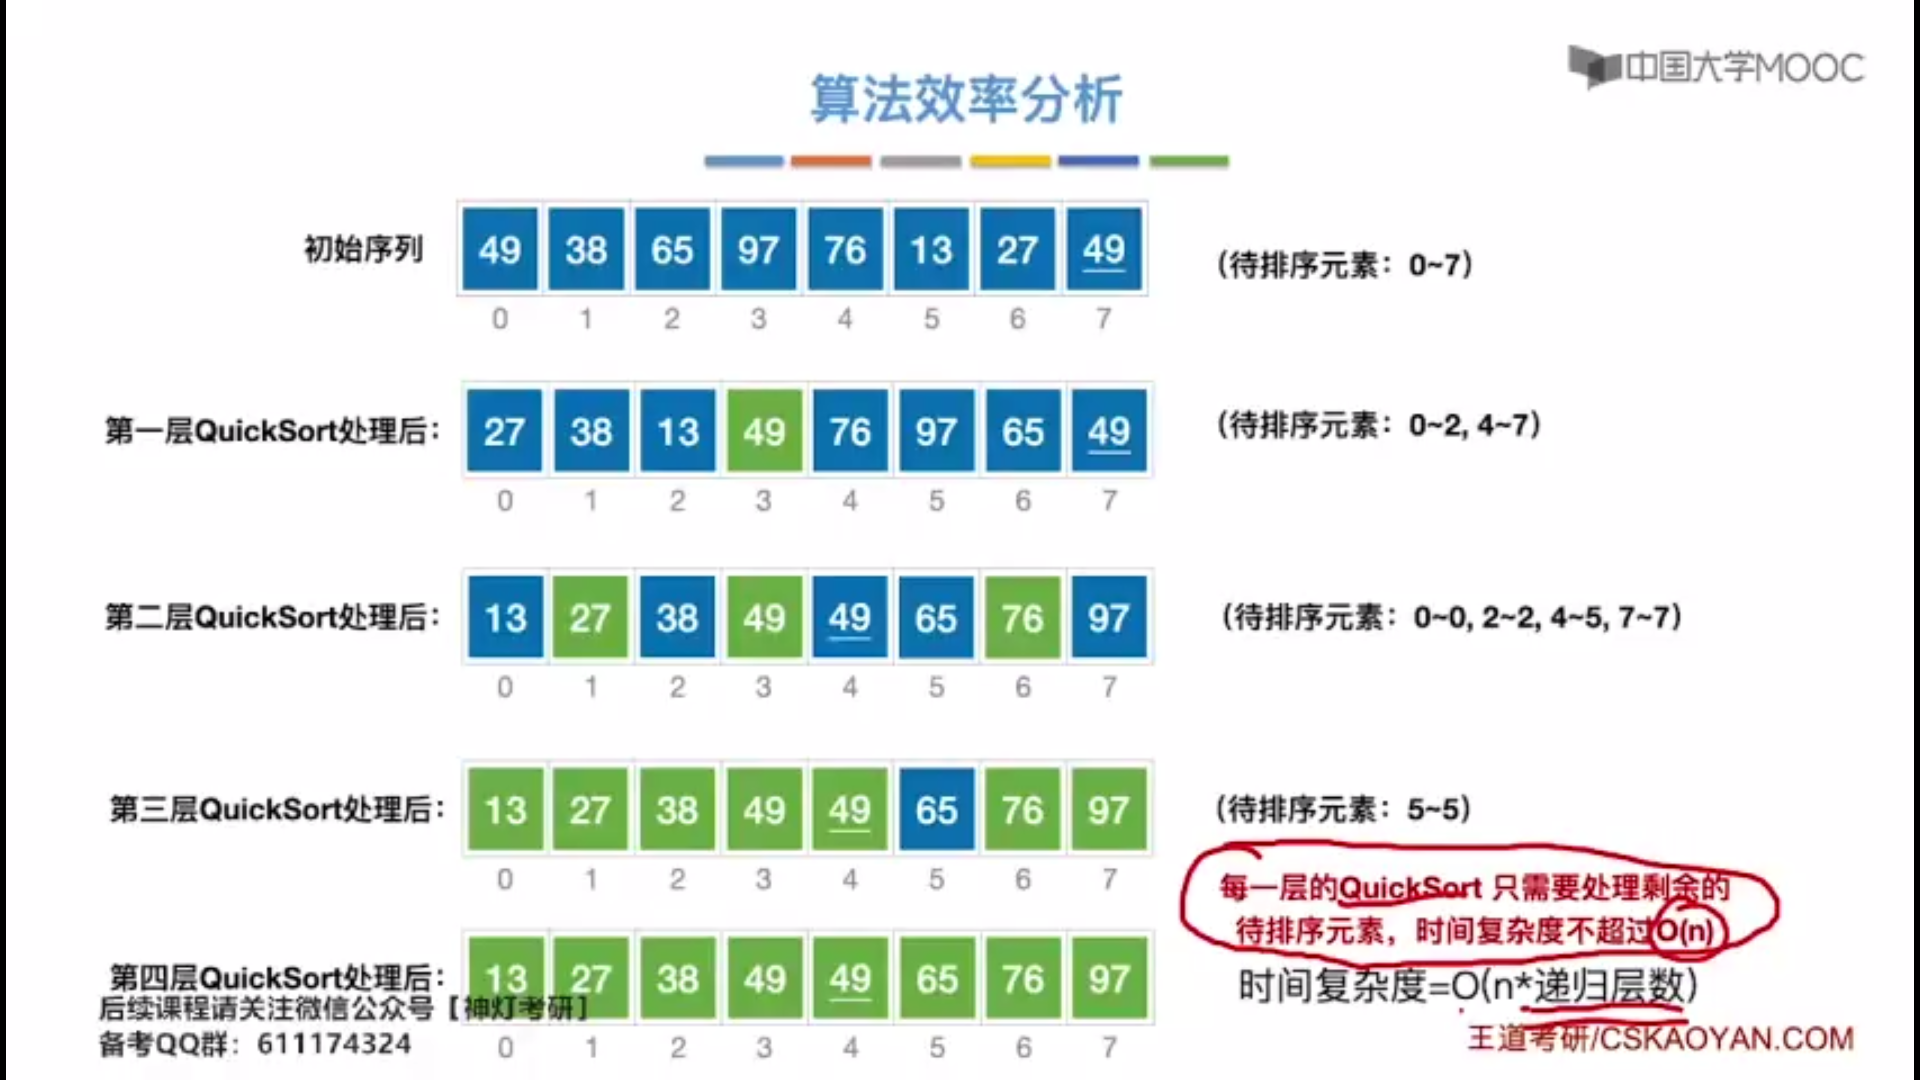 中国大学MOOC
算法效率分析
初始序列 49 38 65 97 76 13 27 49 (待排序元素：0~7)
0 1 2 3 4 5 6 7
第一层QuickSort处理后： 27 38 13 49 76 97 65 49 (待排序元素：0~2, 4~7)
0 1 2 3 4 5 6 7
第二层QuickSort处理后： 13 27 38 49 49 65 76 97 (待排序元素：0~0, 2~2, 4~5, 7~7)
0 1 2 3 4 5 6 7
第三层QuickSort处理后： 13 27 38 49 49 65 76 97 (待排序元素：5~5)
0 1 2 3 4 5 6 7
每一层的QuickSort 只需要处理剩余的
待排序元素，时间复杂度不超过O(n)
第四层QuickSort处理后： 13 27 38 49 49 65 76 97
时间复杂度=O(n*递归层数)
后续课程请关注微信公众号［神灯考研］
备考QQ群：611174324
0 1 2 3 4 5 6 7
王道考研/CSKAOYAN.COM